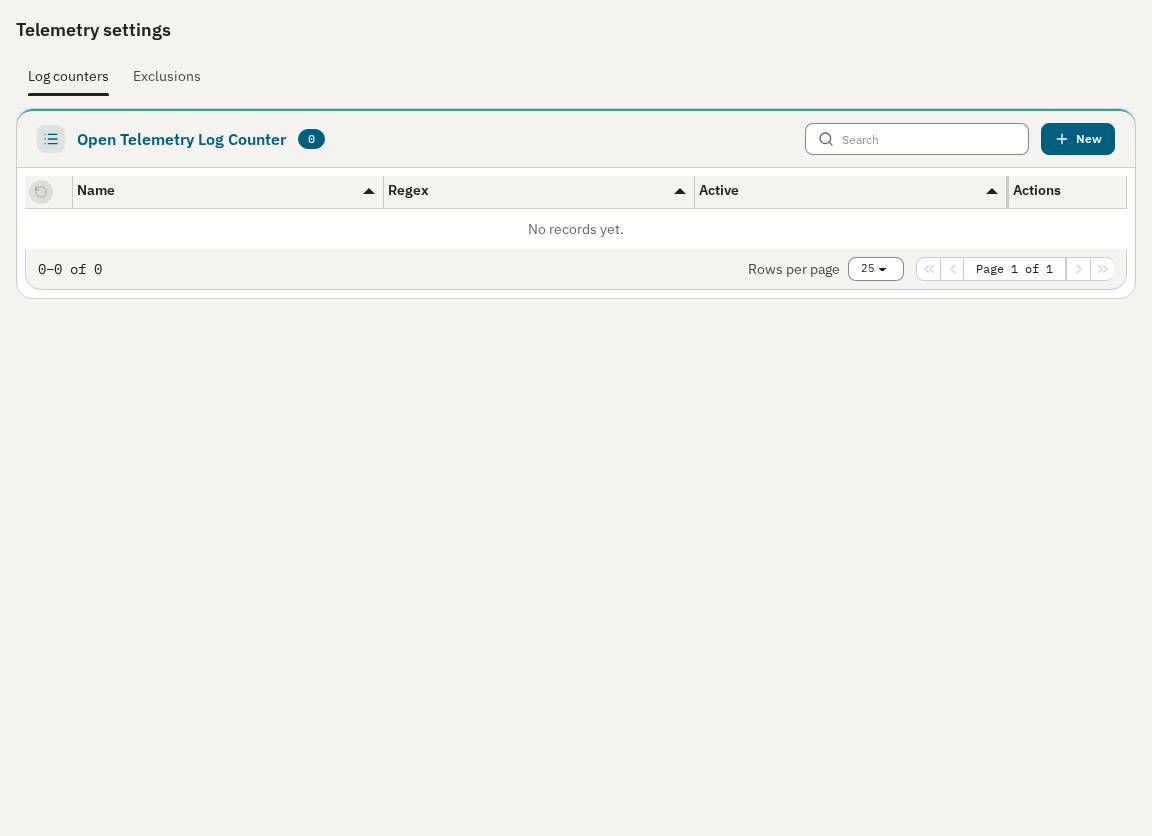 Telemetry settings
Log counters Exclusions
Open Telemetry Log Counter 0 Search New
Name Regex Active Actions
No records yet.
0–0 of 0 Rows per page 25 Page 1 of 1